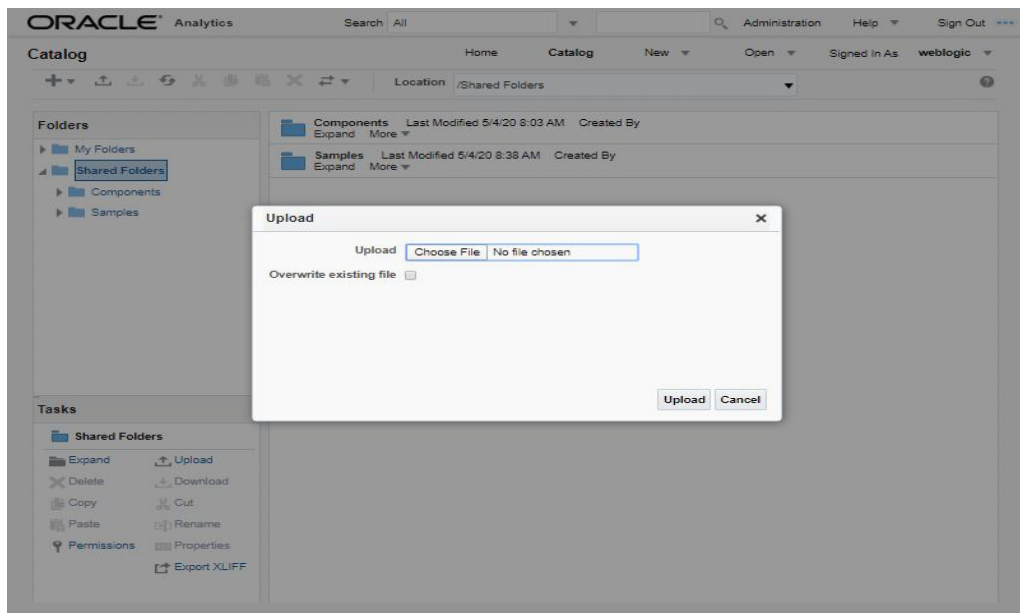 ORACLE Analytics Search All Administration Help Sign Out
Catalog Home Catalog New Open Signed In As weblogic
Location /Shared Folders
Folders
My Folders
Shared Folders
Components
Samples
Components Last Modified 5/4/20 8:03 AM Created By
Expand More
Samples Last Modified 5/4/20 8:38 AM Created By
Expand More
Upload
Upload Choose File No file chosen
Overwrite existing file
Upload Cancel
Tasks
Shared Folders
Expand Upload
Delete Download
Copy Cut
Paste Rename
Permissions Properties
Export XLIFF